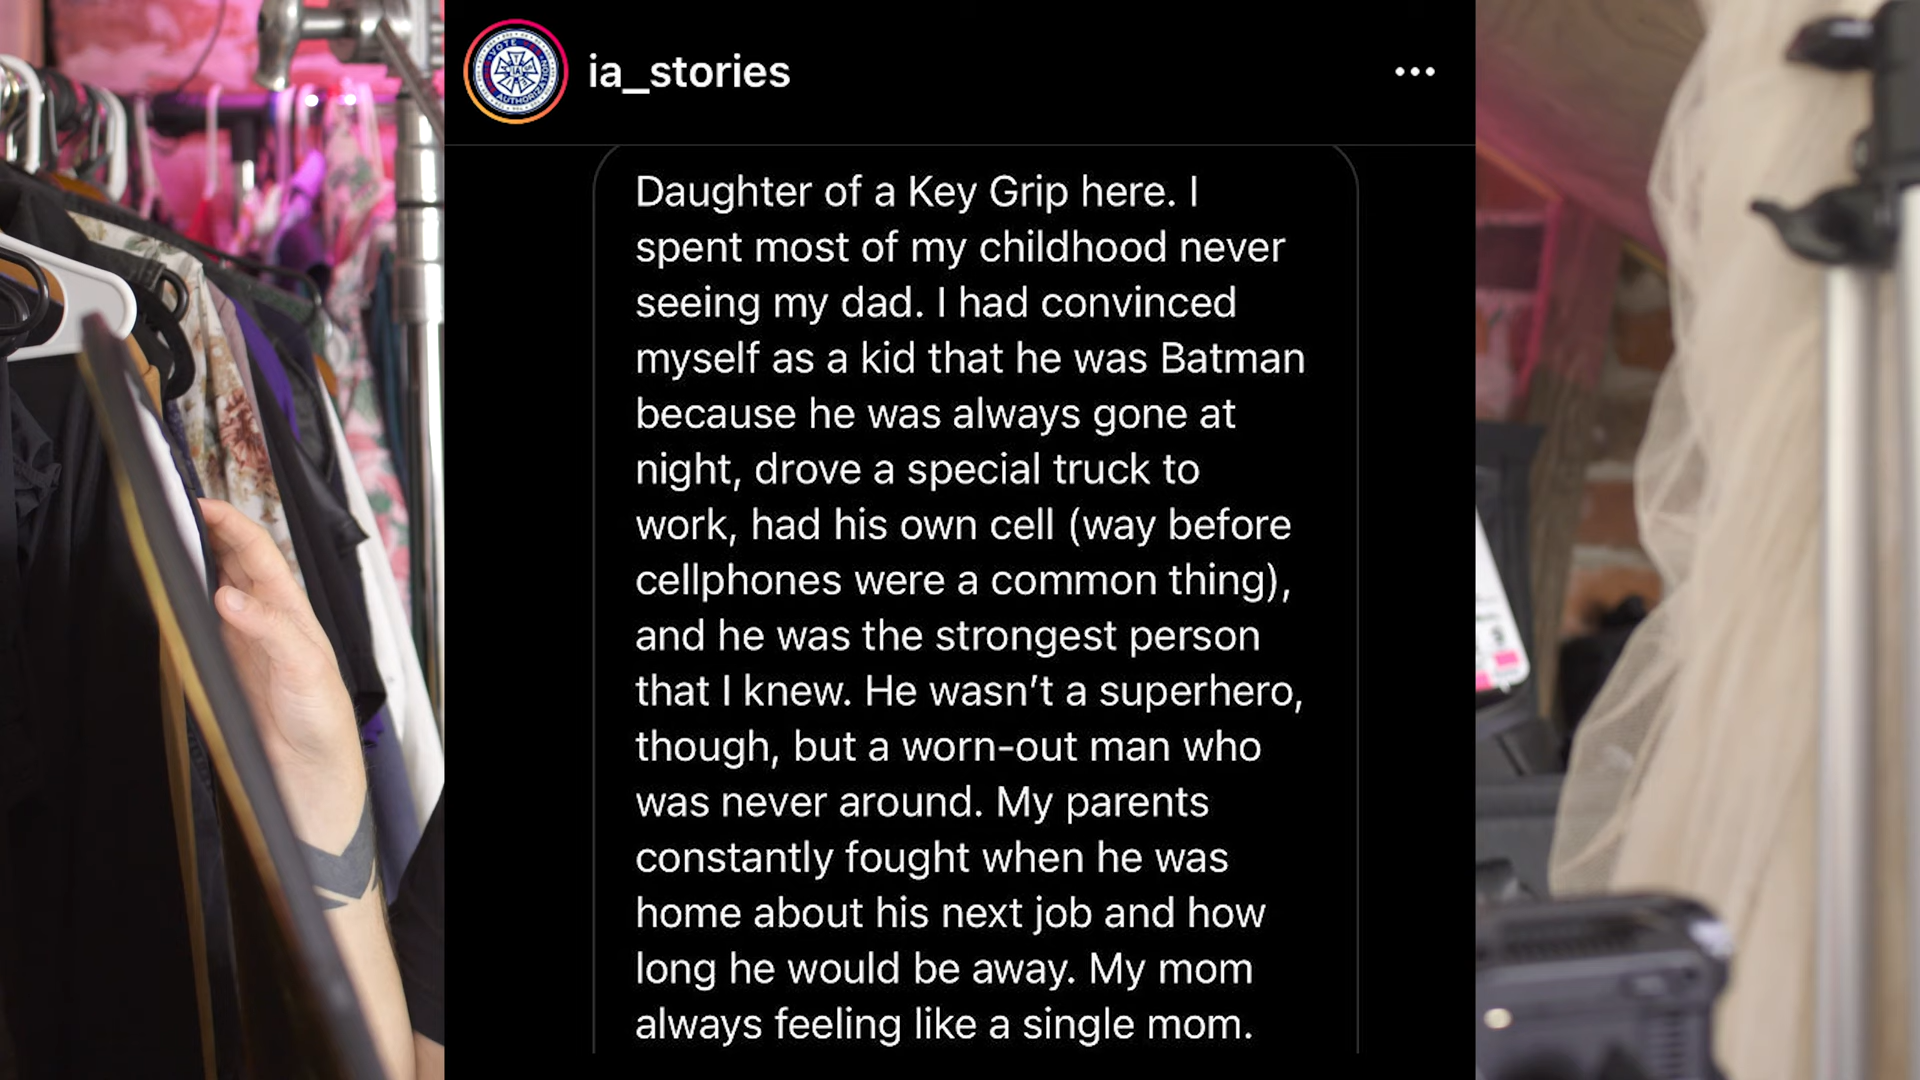 VOTE
AUTHORIZA
ia_stories
Daughter of a Key Grip here. I
spent most of my childhood never
seeing my dad. I had convinced
myself as a kid that he was Batman
because he was always gone at
night, drove a special truck to
work, had his own cell (way before
cellphones were a common thing),
and he was the strongest person
that I knew. He wasn’t a superhero,
though, but a worn-out man who
was never around. My parents
constantly fought when he was
home about his next job and how
long he would be away. My mom
always feeling like a single mom.